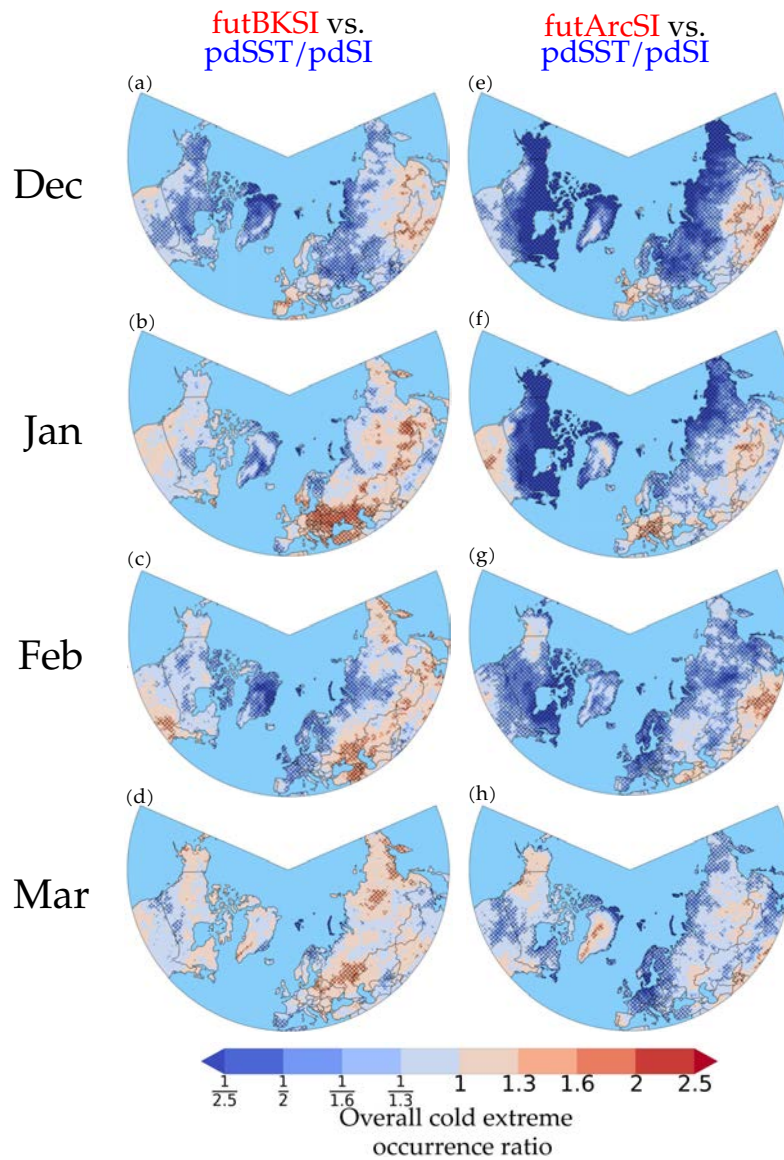 futBKSI vs.
pdSST/pdSI
futArcSI vs.
pdSST/pdSI
(a)
(e)
Dec
(b)
(f)
Jan
(c)
(g)
Feb
(d)
(h)
Mar
1/2.5 1/2 1/1.6 1/1.3 1 1.3 1.6 2 2.5
Overall cold extreme
occurrence ratio